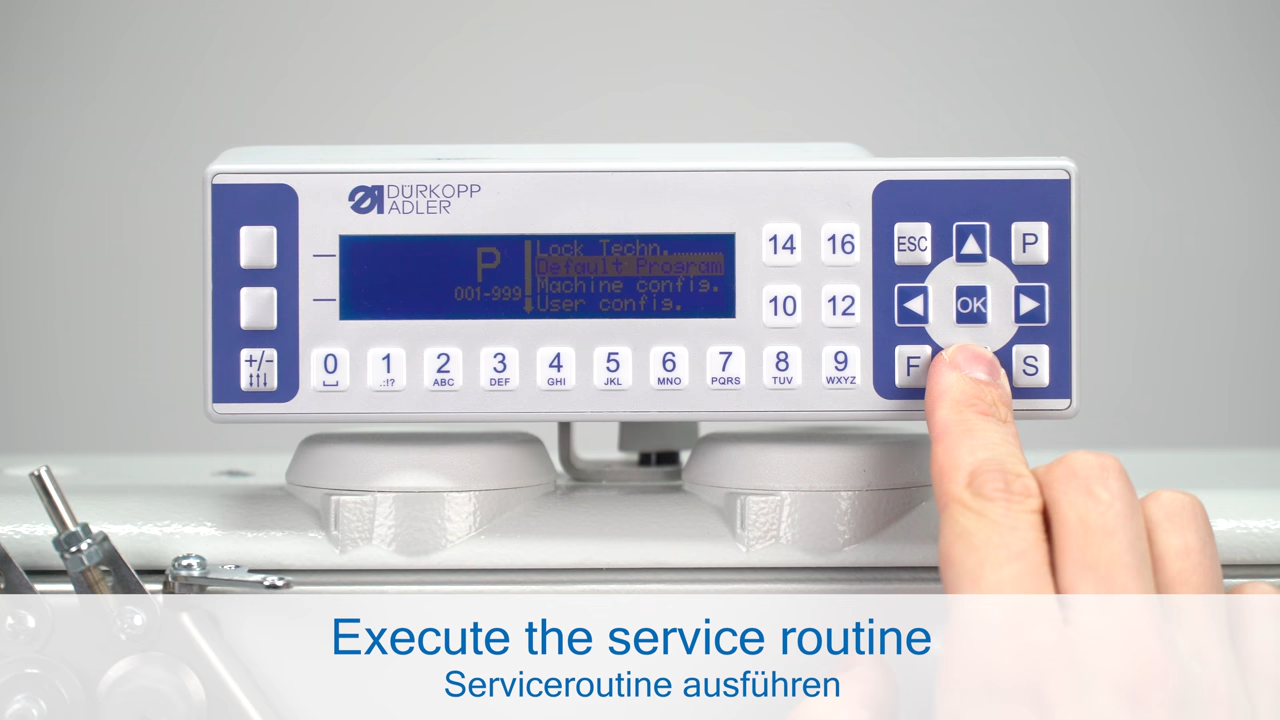 DÜRKOPP
ADLER
P
001-999
Lock Techn.
Default Program
Machine config.
User config.
14
16
10
12
ESC
P
OK
F
S
+/-
0
1
.:!?
2
ABC
3
DEF
4
GHI
5
JKL
6
MNO
7
PQRS
8
TUV
9
WXYZ
Execute the service routine
Serviceroutine ausführen